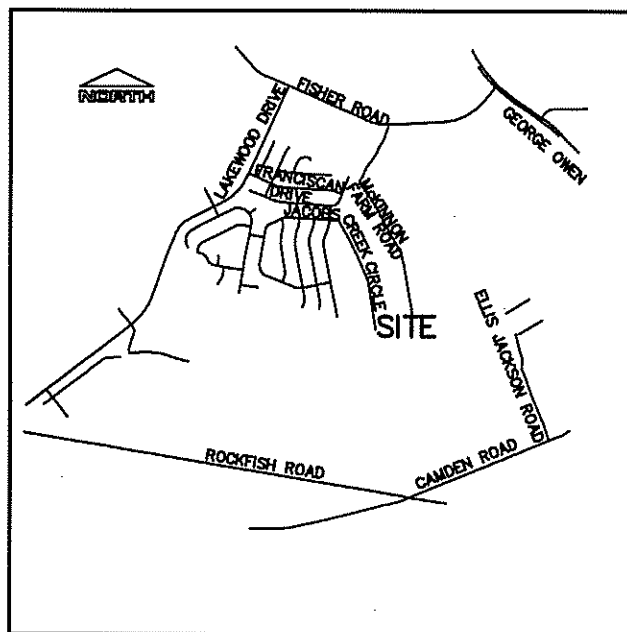 NORTH
FISHER ROAD
GEORGE OWEN
LAKEWOOD DRIVE
FRANCISCAN
DRIVE
McKINNON
FARM ROAD
JACOBS CREEK CIRCLE
SITE
ELLIS JACKSON ROAD
ROCKFISH ROAD
CAMDEN ROAD